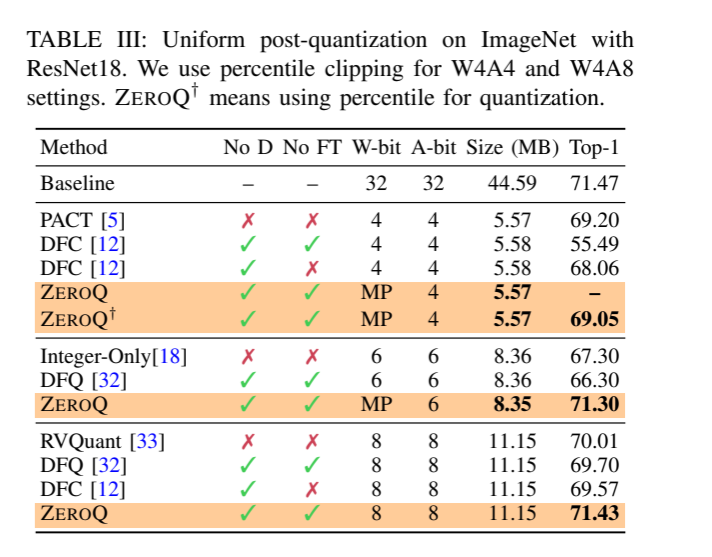 TABLE III: Uniform post-quantization on ImageNet with
ResNet18. We use percentile clipping for W4A4 and W4A8
settings. ZEROQ† means using percentile for quantization.
Method No D No FT W-bit A-bit Size (MB) Top-1
Baseline – – 32 32 44.59 71.47
PACT [5] ✗ ✗ 4 4 5.57 69.20
DFC [12] ✓ ✓ 4 4 5.58 55.49
DFC [12] ✓ ✗ 4 4 5.58 68.06
ZEROQ ✓ ✓ MP 4 5.57 –
ZEROQ† ✓ ✓ MP 4 5.57 69.05
Integer-Only[18] ✗ ✗ 6 6 8.36 67.30
DFQ [32] ✓ ✓ 6 6 8.36 66.30
ZEROQ ✓ ✓ MP 6 8.35 71.30
RVQuant [33] ✗ ✗ 8 8 11.15 70.01
DFQ [32] ✓ ✓ 8 8 11.15 69.70
DFC [12] ✓ ✗ 8 8 11.15 69.57
ZEROQ ✓ ✓ 8 8 11.15 71.43